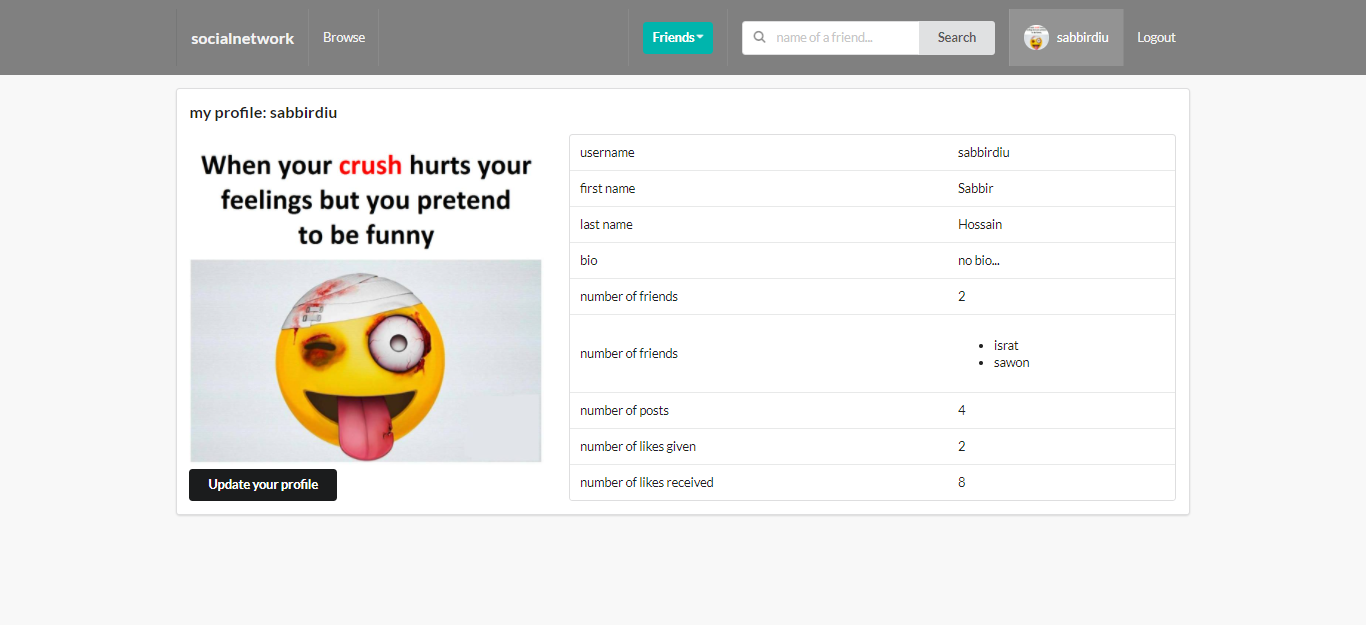 socialnetwork
Browse
Friends
name of a friend...
Search
sabbirdiu
Logout
my profile: sabbirdiu
When your crush hurts your
feelings but you pretend
to be funny
Update your profile
username sabbirdiu
first name Sabbir
last name Hossain
bio no bio...
number of friends 2
number of friends
israt
sawon
number of posts 4
number of likes given 2
number of likes received 8